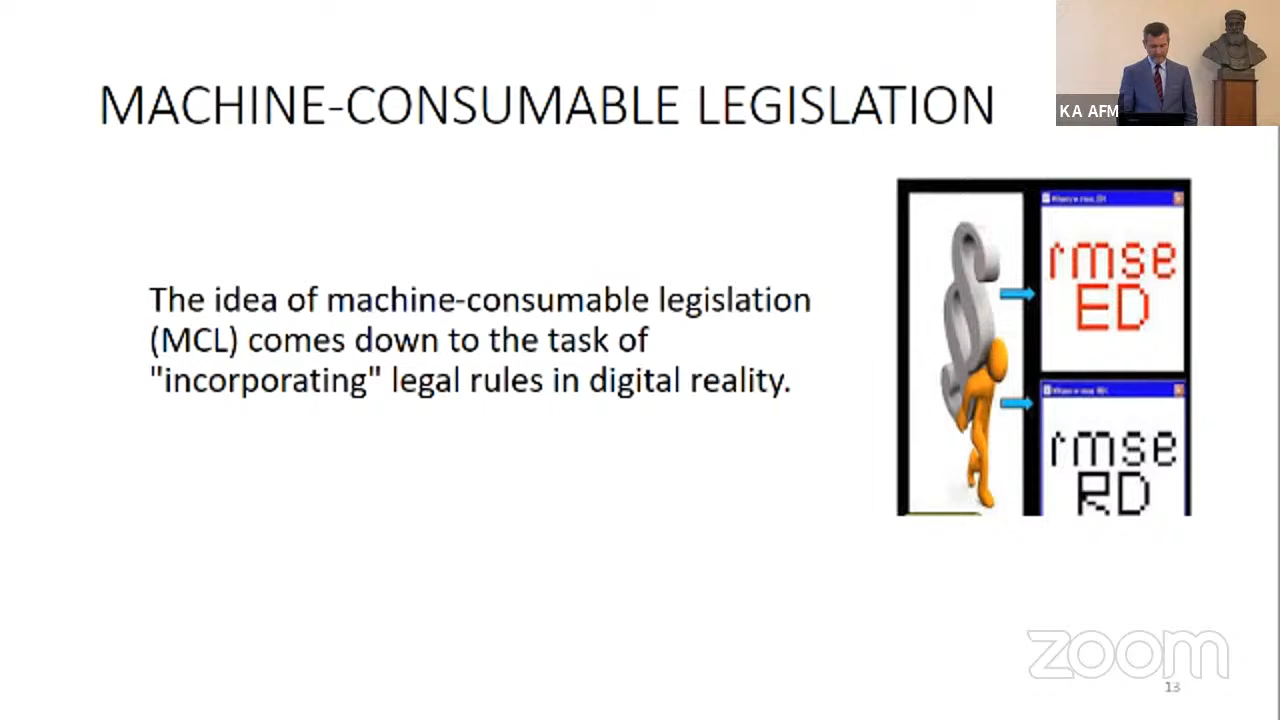 MACHINE-CONSUMABLE LEGISLATION
K A AFM
The idea of machine-consumable legislation
(MCL) comes down to the task of
"incorporating" legal rules in digital reality.
rmse
ED
rmse
RD
zoom
13